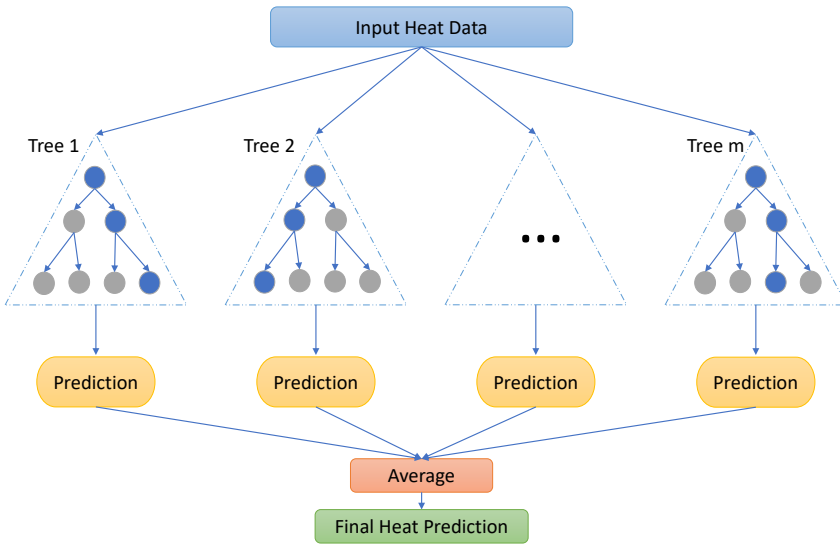 Input Heat Data
Tree 1
Tree 2
Tree m
...
Prediction
Prediction
Prediction
Prediction
Average
Final Heat Prediction